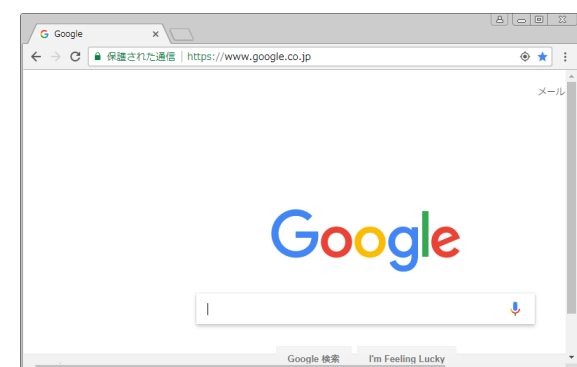 Google
保護された通信 | https://www.google.co.jp
メール
Google
Google 検索 I'm Feeling Lucky